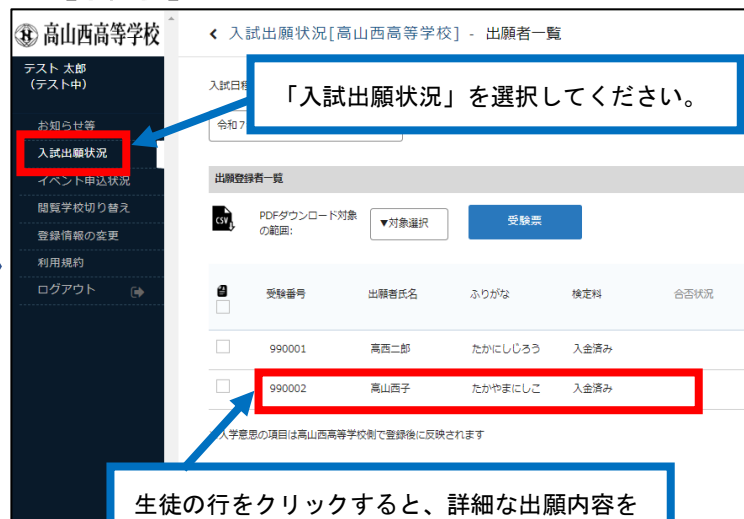 高山西高等学校
テスト 太郎
(テスト中)
お知らせ等
入試出願状況
イベント申込状況
閲覧学校切り替え
登録情報の変更
利用規約
ログアウト
入試出願状況[高山西高等学校] - 出願者一覧
入試日程
「入試出願状況」を選択してください。
令和7
出願登録者一覧
CSV
PDFダウンロード対象
の範囲:
▼対象選択
受験票
受験番号 出願者氏名 ふりがな 検定料 合否状況
990001 高西二郎 たかにしじろう 入金済み
990002 高山西子 たかやまにしこ 入金済み
入学意思の項目は高山西高等学校側で登録後に反映されます
生徒の行をクリックすると、詳細な出願内容を